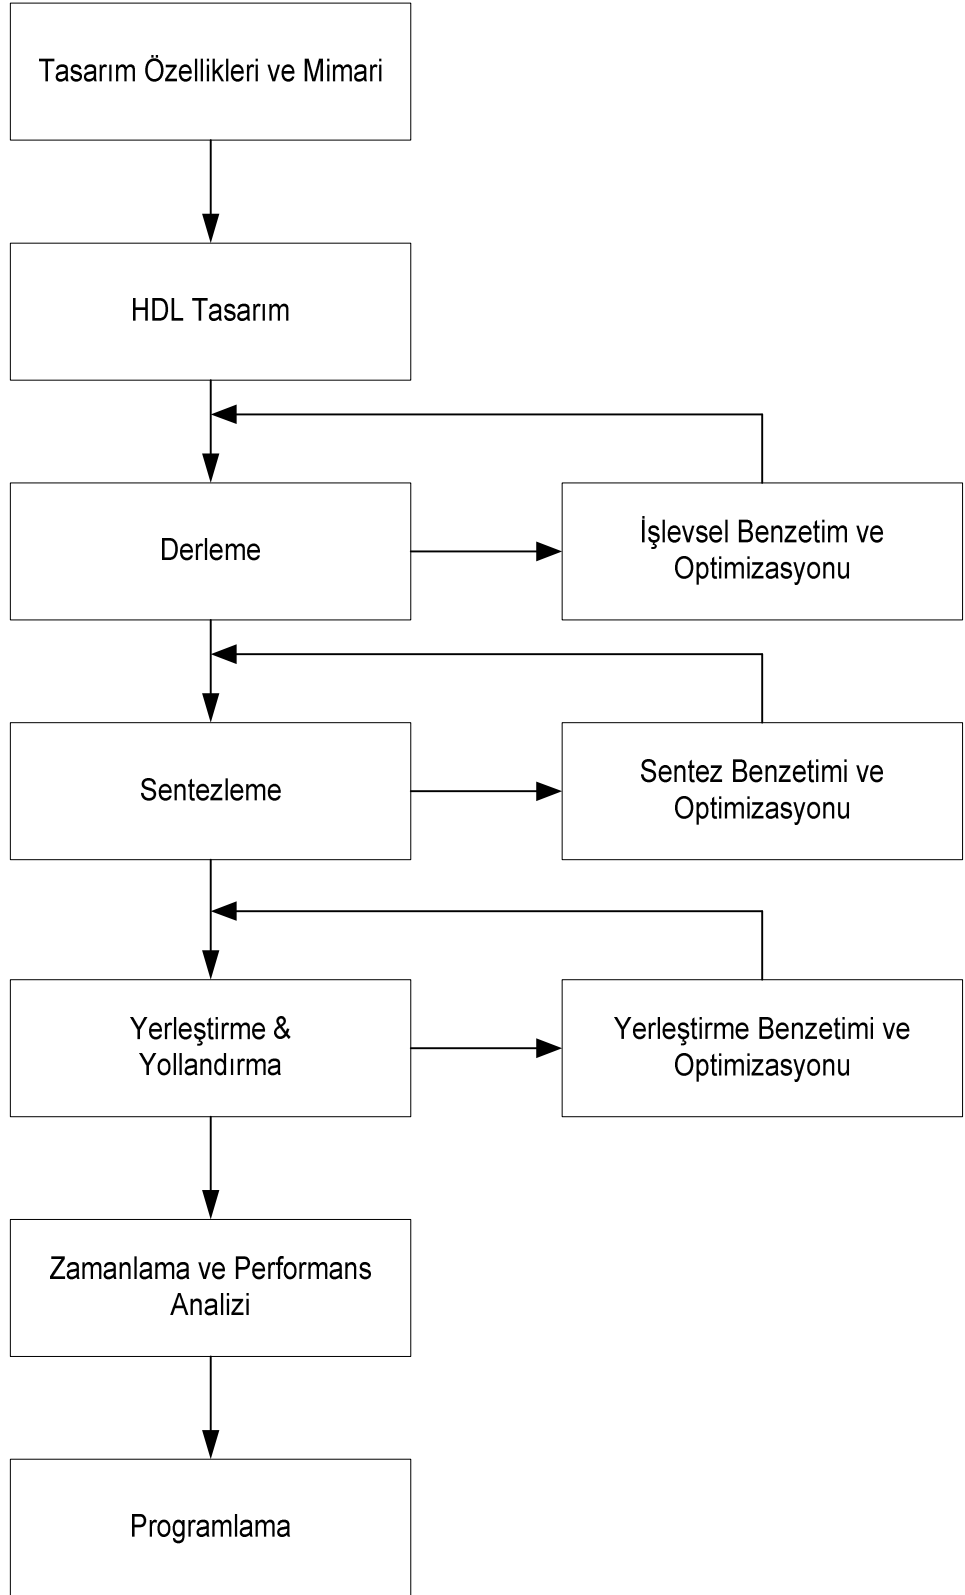 Tasarım Özellikleri ve Mimari
HDL Tasarım
Derleme
İşlevsel Benzetim ve
Optimizasyonu
Sentezleme
Sentez Benzetimi ve
Optimizasyonu
Yerleştirme &
Yollandırma
Yerleştirme Benzetimi ve
Optimizasyonu
Zamanlama ve Performans
Analizi
Programlama